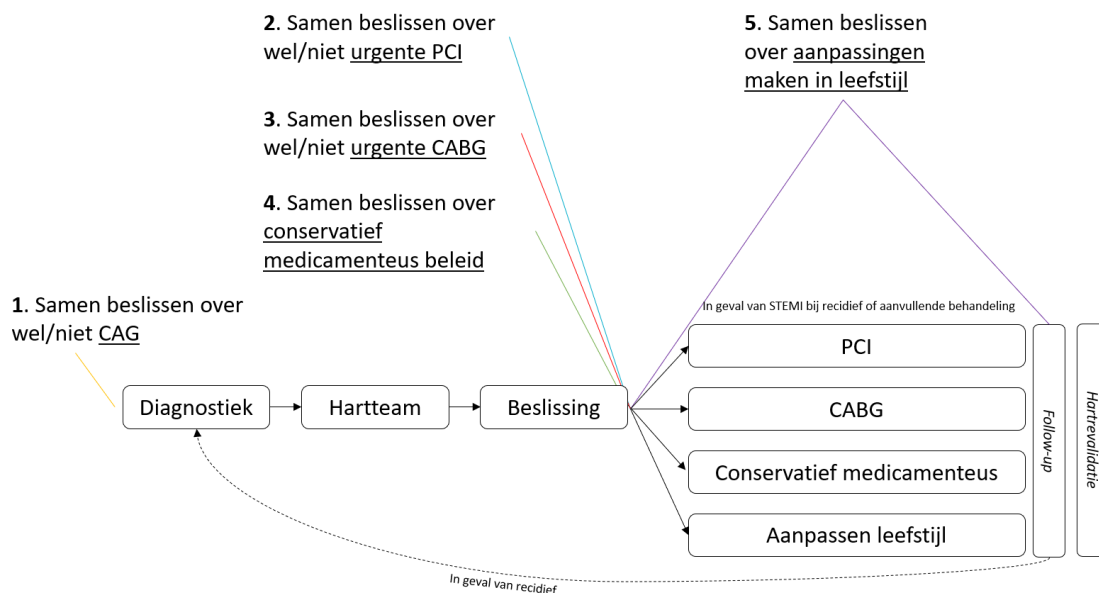 2. Samen beslissen over
wel/niet urgente PCI
5. Samen beslissen
over aanpassingen
maken in leefstijl
3. Samen beslissen over
wel/niet urgente CABG
4. Samen beslissen over
conservatief
medicamenteus beleid
1. Samen beslissen over
wel/niet CAG
In geval van STEMI bij recidief of aanvullende behandeling
PCI
Diagnostiek
Hartteam
Beslissing
CABG
Conservatief medicamenteus
Aanpassen leefstijl
Follow-up
Hartrevalidatie
In geval van recidief